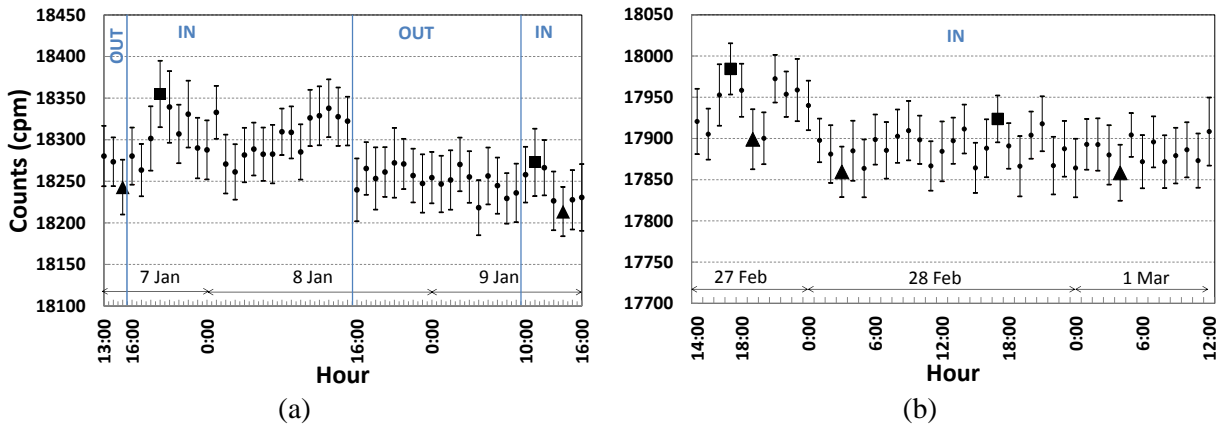 Counts (cpm)
18450
18400
18350
18300
18250
18200
18150
18100
OUT
IN
OUT
IN
7 Jan
8 Jan
9 Jan
13:00
16:00
0:00
16:00
0:00
10:00
16:00
Hour
(a)
18050
18000
17950
17900
17850
17800
17750
17700
IN
27 Feb
28 Feb
1 Mar
14:00
18:00
0:00
6:00
12:00
18:00
0:00
6:00
12:00
Hour
(b)